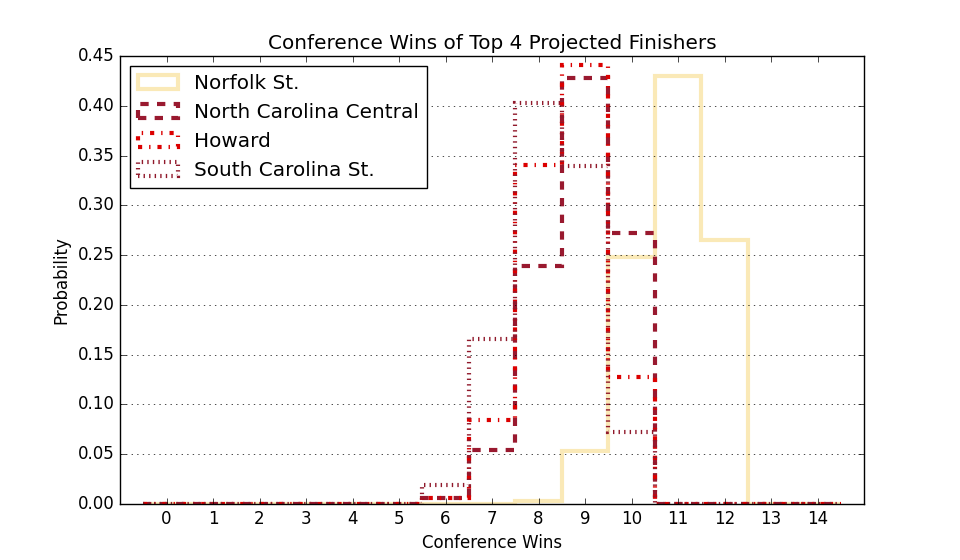 Conference Wins of Top 4 Projected Finishers
0.45
0.40
0.35
0.30
0.25
0.20
0.15
0.10
0.05
0.00
Probability
Norfolk St.
North Carolina Central
Howard
South Carolina St.
0 1 2 3 4 5 6 7 8 9 10 11 12 13 14
Conference Wins